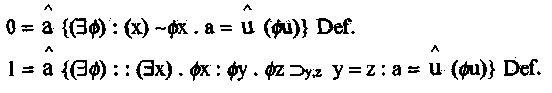 0 = â {(∃ϕ) : (x) ~ϕx . a = û (ϕu)} Def.
1 = â {(∃ϕ) : : (∃x) . ϕx : ϕy . ϕz ⊃y,z y = z : a = û (ϕu)} Def.